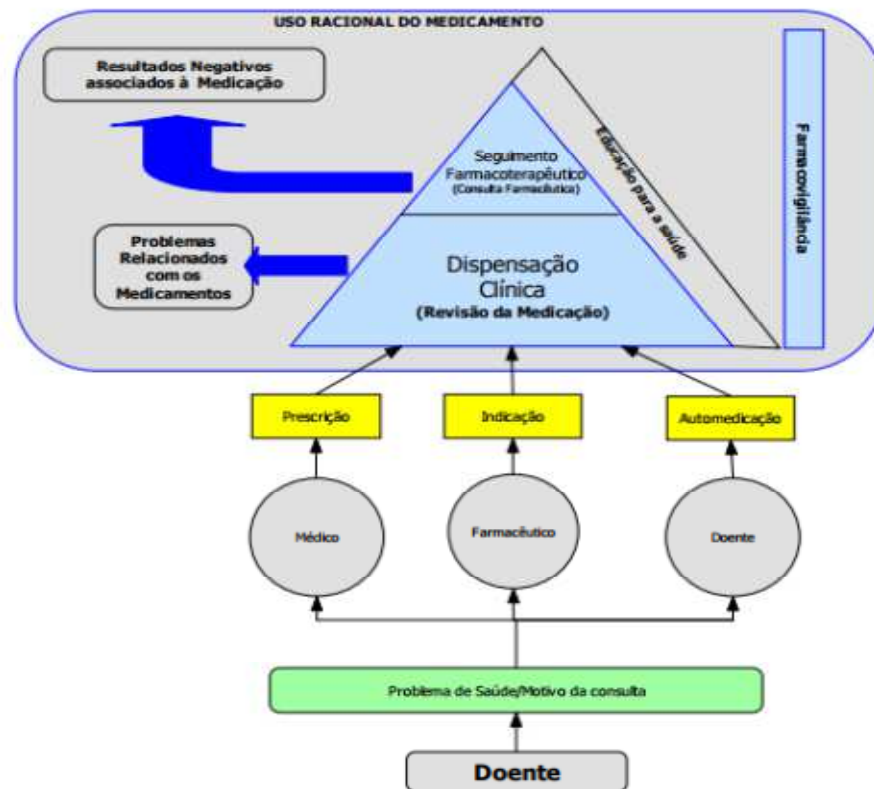 USO RACIONAL DO MEDICAMENTO
Resultados Negativos
associados à Medicação
Seguimento
Farmacoterapêutico
(Consulta Farmacêutica)
Educação para a saúde
Farmacovigilância
Problemas
Relacionados
com os
Medicamentos
Dispensação
Clínica
(Revisão da Medicação)
Prescrição
Indicação
Automedicação
Médico
Farmacêutico
Doente
Problema de Saúde/Motivo da consulta
Doente